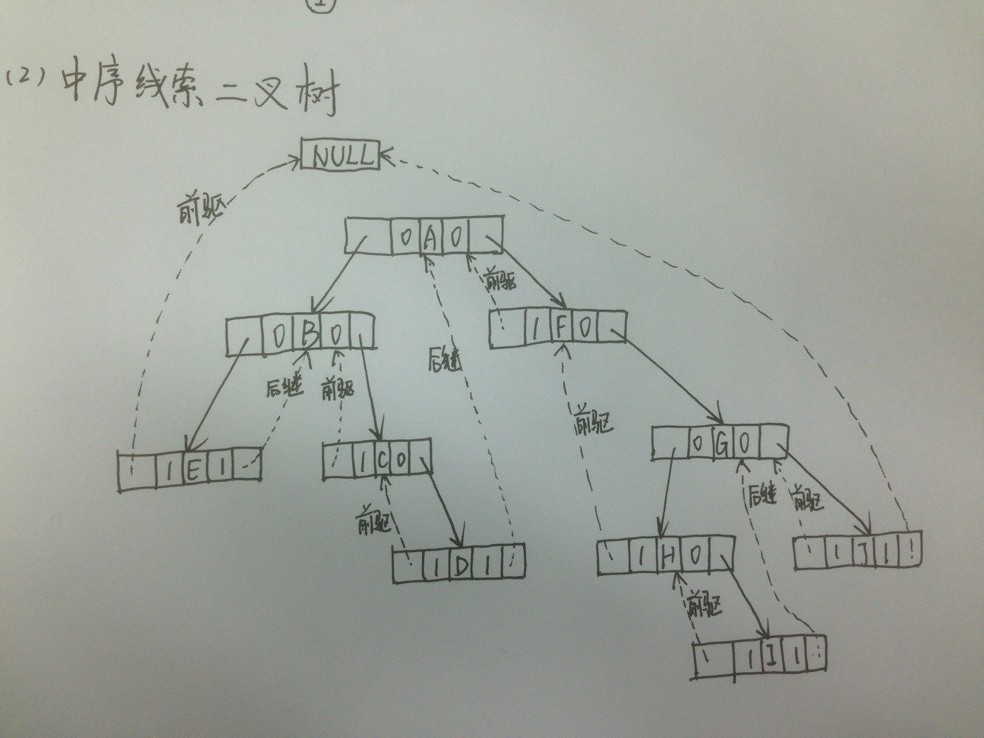 ①
(2) 中序线索二叉树
NULL
前驱
0 A 0
前驱
0 B 0
1 F 0
后继
后继 前驱
前驱
1 E 1
1 C 0
0 G 0
前驱
后继 前驱
1 D 1
1 H 0
1 J 1
前驱
1 I 1